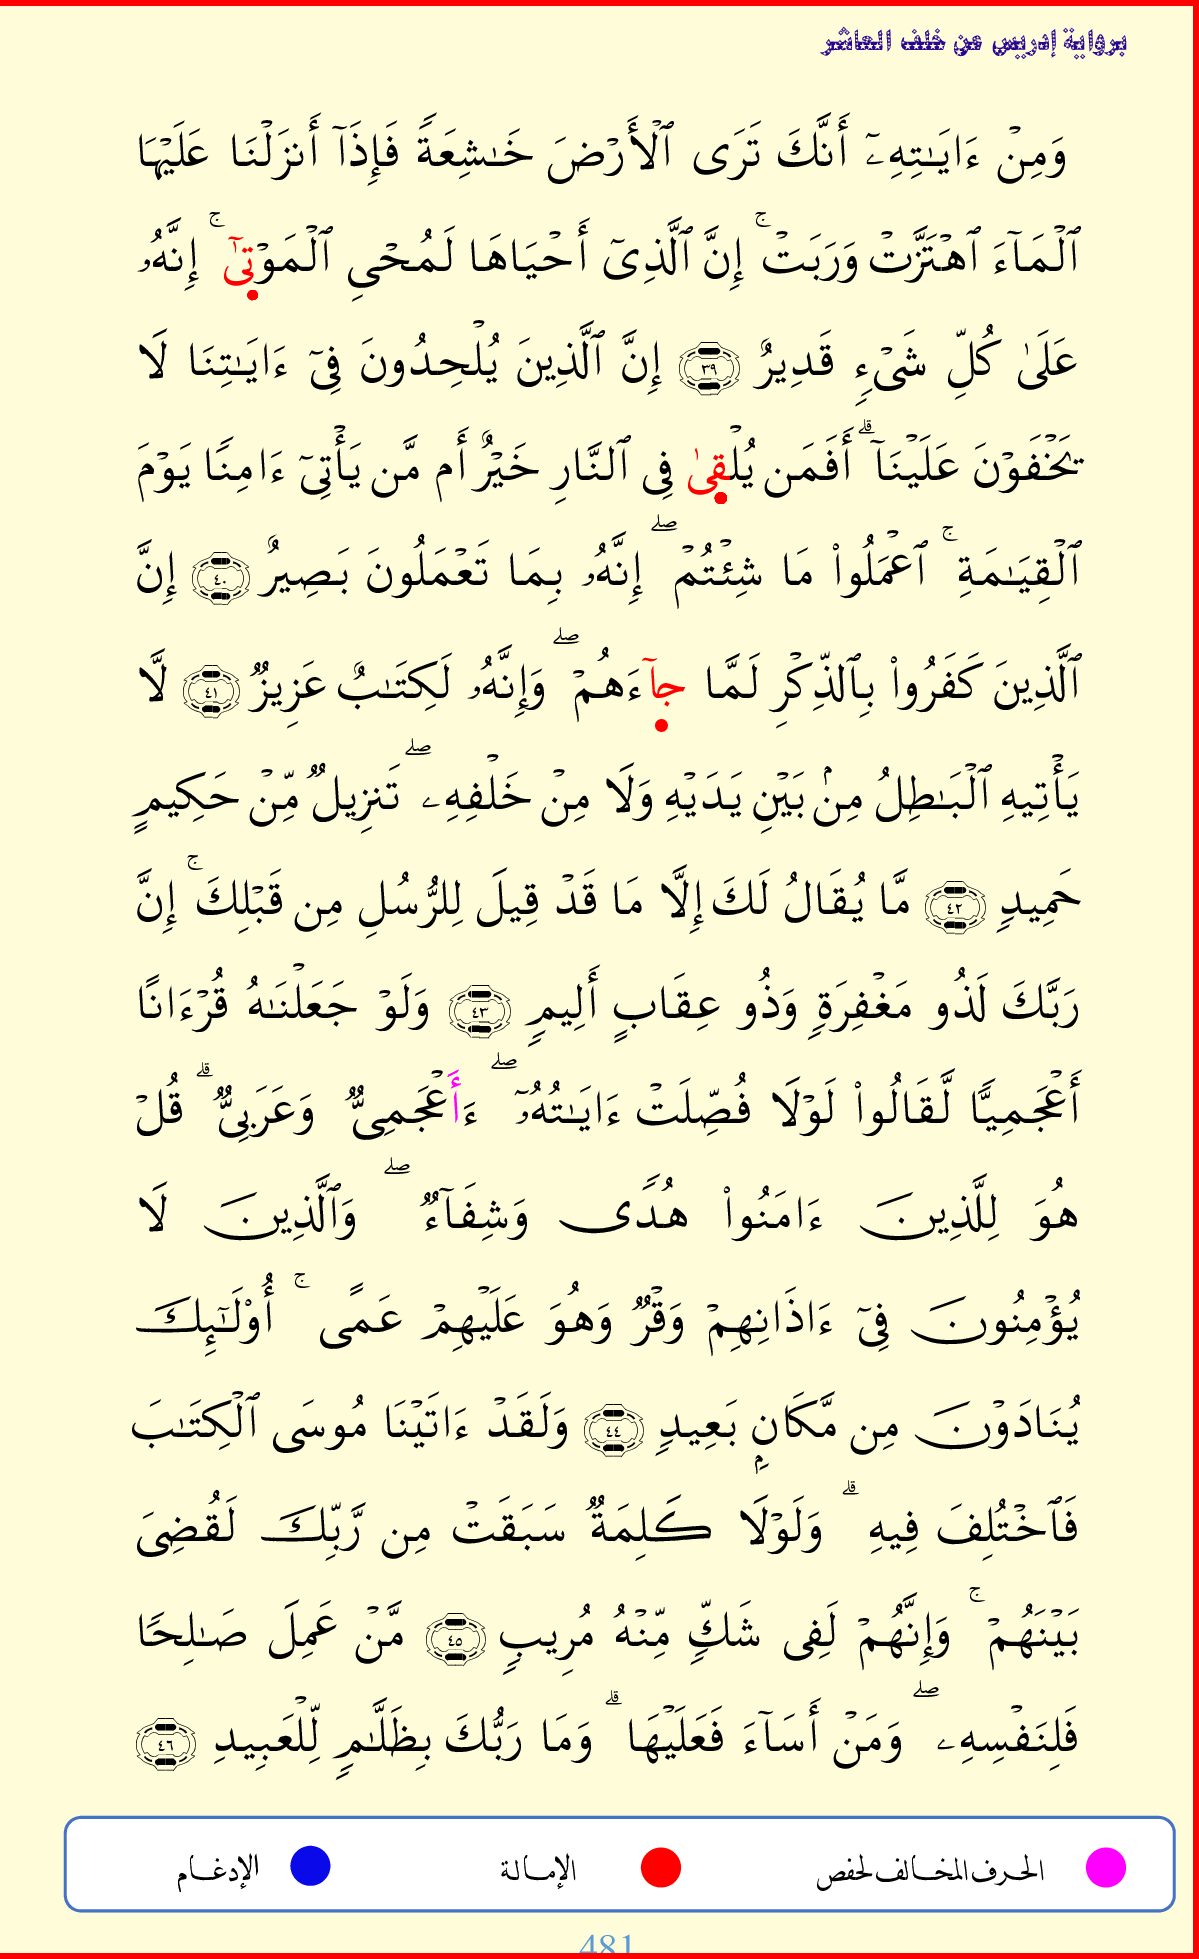 برواية إدريس عن خلف العاشر
وَمِنْ ءَايَـٰتِهِۦٓ أَنَّكَ تَرَى ٱلْأَرْضَ خَـٰشِعَةً فَإِذَآ أَنزَلْنَا عَلَيْهَا
ٱلْمَآءَ ٱهْتَزَّتْ وَرَبَتْ ۚ إِنَّ ٱلَّذِىٓ أَحْيَاهَا لَمُحْىِ ٱلْمَوْتىٰٓ ۚ إِنَّهُۥ
عَلَىٰ كُلِّ شَىْءٍ قَدِيرٌ ٣٩ إِنَّ ٱلَّذِينَ يُلْحِدُونَ فِىٓ ءَايَـٰتِنَا لَا
يَخْفَوْنَ عَلَيْنَآ ۗ أَفَمَن يُلْقىٰ فِى ٱلنَّارِ خَيْرٌ أَم مَّن يَأْتِىٓ ءَامِنًا يَوْمَ
ٱلْقِيَـٰمَةِ ۚ ٱعْمَلُوا۟ مَا شِئْتُمْ ۖ إِنَّهُۥ بِمَا تَعْمَلُونَ بَصِيرٌ ٤٠ إِنَّ
ٱلَّذِينَ كَفَرُوا۟ بِٱلذِّكْرِ لَمَّا جآءَهُمْ ۖ وَإِنَّهُۥ لَكِتَـٰبٌ عَزِيزٌ ٤١ لَّا
يَأْتِيهِ ٱلْبَـٰطِلُ مِنۢ بَيْنِ يَدَيْهِ وَلَا مِنْ خَلْفِهِۦ ۖ تَنزِيلٌ مِّنْ حَكِيمٍ
حَمِيدٍ ٤٢ مَّا يُقَالُ لَكَ إِلَّا مَا قَدْ قِيلَ لِلرُّسُلِ مِن قَبْلِكَ ۚ إِنَّ
رَبَّكَ لَذُو مَغْفِرَةٍ وَذُو عِقَابٍ أَلِيمٍ ٤٣ وَلَوْ جَعَلْنَـٰهُ قُرْءَانًا
أَعْجَمِيًّا لَّقَالُوا۟ لَوْلَا فُصِّلَتْ ءَايَـٰتُهُۥٓ ۖ ءَأَعْجَمِىٌّ وَعَرَبِىٌّ ۗ قُلْ
هُوَ لِلَّذِينَ ءَامَنُوا۟ هُدًى وَشِفَآءٌ ۖ وَٱلَّذِينَ لَا
يُؤْمِنُونَ فِىٓ ءَاذَانِهِمْ وَقْرٌ وَهُوَ عَلَيْهِمْ عَمًى ۚ أُو۟لَـٰٓئِكَ
يُنَادَوْنَ مِن مَّكَانٍۭ بَعِيدٍ ٤٤ وَلَقَدْ ءَاتَيْنَا مُوسَى ٱلْكِتَـٰبَ
فَٱخْتُلِفَ فِيهِ ۗ وَلَوْلَا كَلِمَةٌ سَبَقَتْ مِن رَّبِّكَ لَقُضِىَ
بَيْنَهُمْ ۚ وَإِنَّهُمْ لَفِى شَكٍّ مِّنْهُ مُرِيبٍ ٤٥ مَّنْ عَمِلَ صَـٰلِحًا
فَلِنَفْسِهِۦ ۖ وَمَنْ أَسَآءَ فَعَلَيْهَا ۗ وَمَا رَبُّكَ بِظَلَّـٰمٍ لِّلْعَبِيدِ ٤٦
الحرف المخالف لحفص الإمالة الإدغام
481